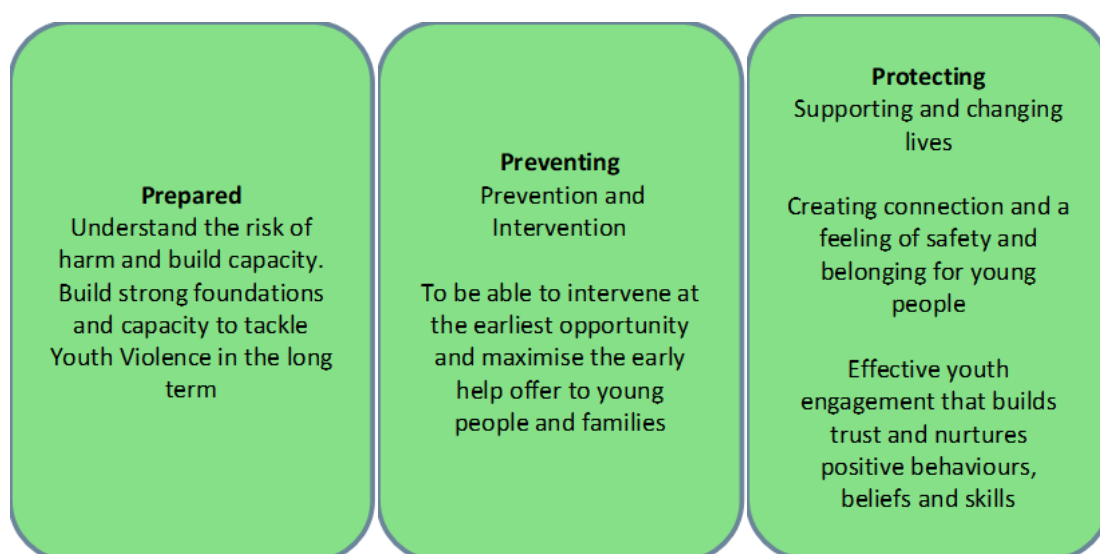 Prepared
Understand the risk of
harm and build capacity.
Build strong foundations
and capacity to tackle
Youth Violence in the long
term
Preventing
Prevention and
Intervention
To be able to intervene at
the earliest opportunity
and maximise the early
help offer to young
people and families
Protecting
Supporting and changing
lives
Creating connection and a
feeling of safety and
belonging for young
people
Effective youth
engagement that builds
trust and nurtures
positive behaviours,
beliefs and skills